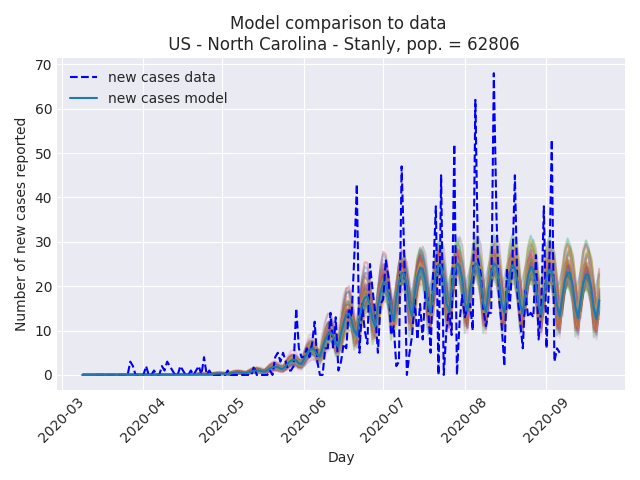 Model comparison to data
US - North Carolina - Stanly, pop. = 62806
new cases data
new cases model
Number of new cases reported
70
60
50
40
30
20
10
0
2020-03
2020-04
2020-05
2020-06
2020-07
2020-08
2020-09
Day